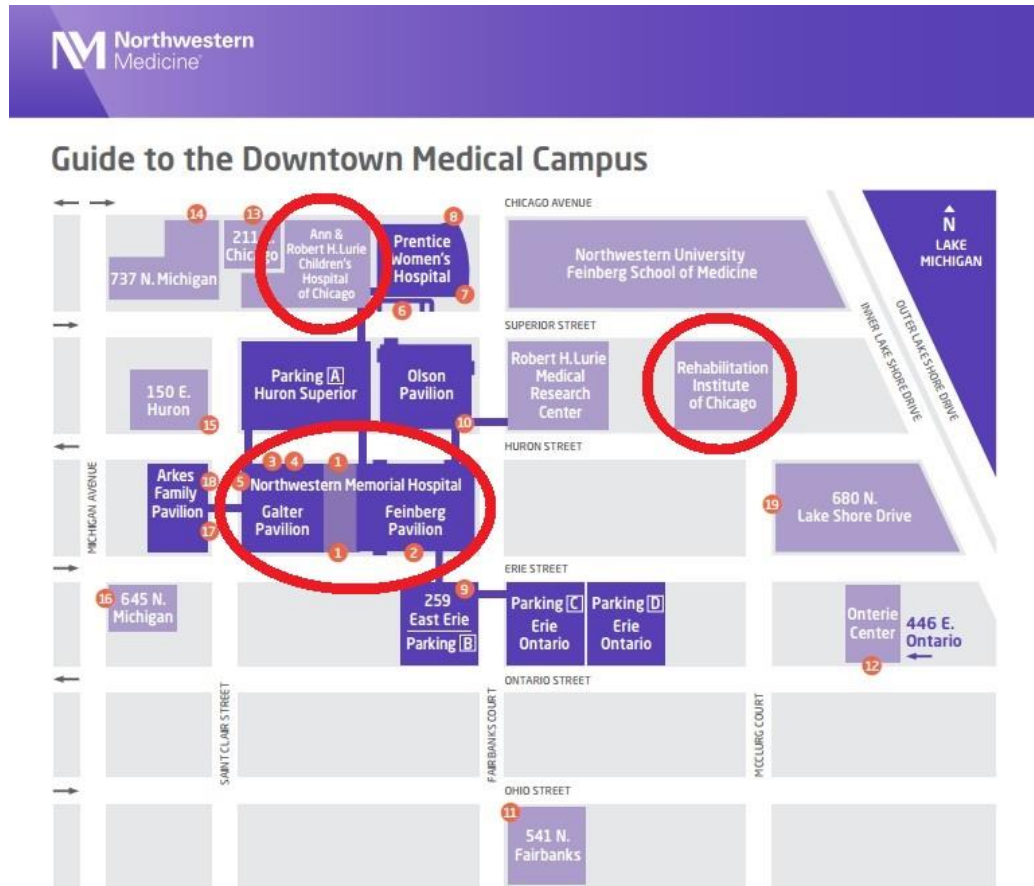 Northwestern
Medicine
Guide to the Downtown Medical Campus
CHICAGO AVENUE
14
13
8
211 E.
Chicago
Ann &
Robert H.Lurie
Children's
Hospital
of Chicago
Prentice
Women's
Hospital
737 N. Michigan
7
6
Northwestern University
Feinberg School of Medicine
N
LAKE
MICHIGAN
INNER LAKE SHORE DRIVE
OUTER LAKE SHORE DRIVE
SUPERIOR STREET
150 E.
Huron
15
Parking A
Huron Superior
Olson
Pavilion
10
Robert H.Lurie
Medical
Research
Center
Rehabilitation
Institute
of Chicago
HURON STREET
MICHIGAN AVENUE
Arkes
Family
Pavilion
18
17
3
4
1
5
Northwestern Memorial Hospital
Galter
Pavilion
Feinberg
Pavilion
1
2
19
680 N.
Lake Shore Drive
ERIE STREET
16
645 N.
Michigan
9
259
East Erie
Parking B
Parking C
Erie
Ontario
Parking D
Erie
Ontario
Onterie
Center
12
446 E.
Ontario
ONTARIO STREET
SAINT CLAIR STREET
FAIRBANKS COURT
MCCLURG COURT
OHIO STREET
11
541 N.
Fairbanks